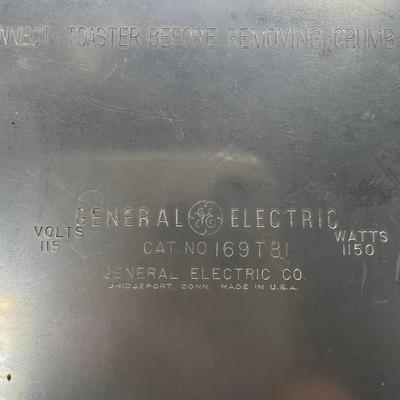 NNECT TOASTER BEFORE REMOVING CRUMB
GENERAL GE ELECTRIC
VOLTS
115
CAT. NO 169T81
WATTS
1150
GENERAL ELECTRIC CO.
BRIDGEPORT, CONN. MADE IN U.S.A.